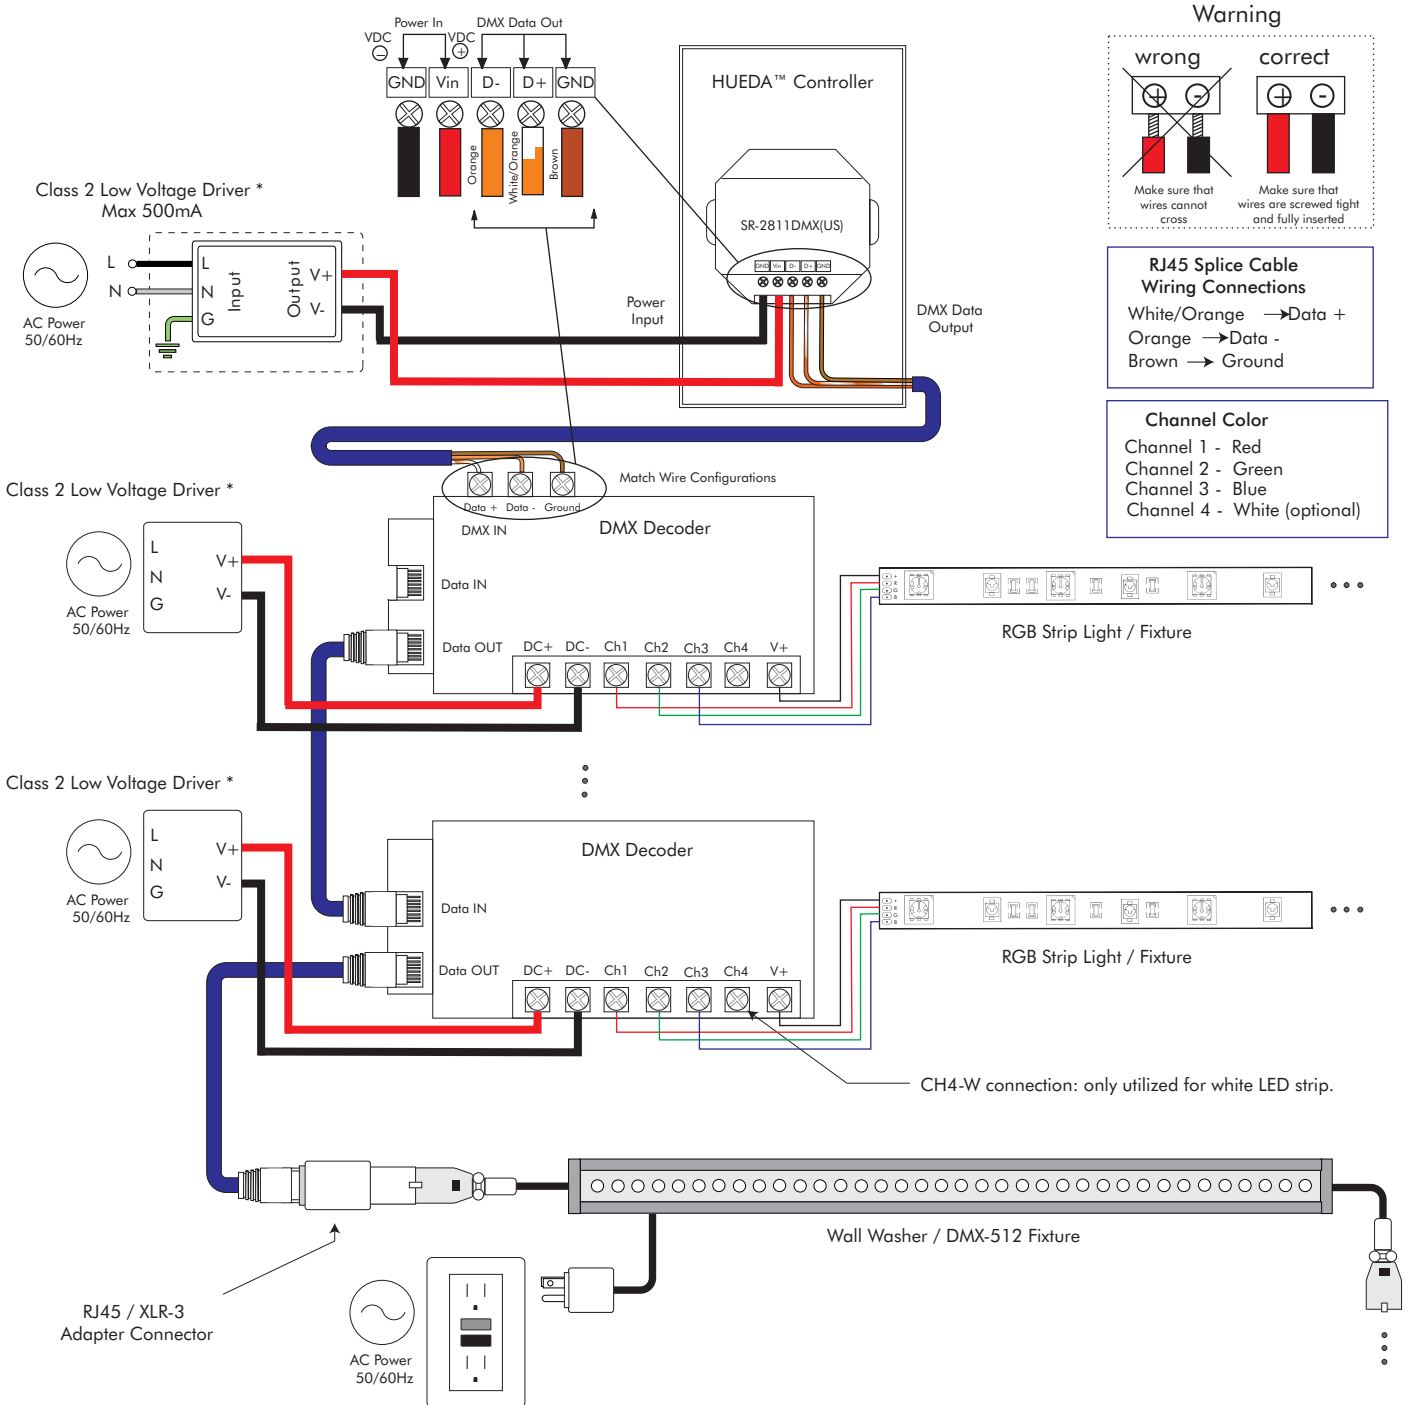 Power In
DMX Data Out
VDC
−
VDC
+
GND
Vin
D-
D+
GND
Orange
White/Orange
Brown
HUEDA™ Controller
SR-2811DMX(US)
GND
Vin
D-
D+
GND
Warning
wrong
correct
+
-
+
-
Make sure that
wires cannot
cross
Make sure that
wires are screwed tight
and fully inserted
Class 2 Low Voltage Driver *
Max 500mA
L
N
L
N
G
Input
Output
V+
V-
AC Power
50/60Hz
Power
Input
DMX Data
Output
RJ45 Splice Cable
Wiring Connections
White/Orange → Data +
Orange → Data -
Brown → Ground
Channel Color
Channel 1 - Red
Channel 2 - Green
Channel 3 - Blue
Channel 4 - White (optional)
Match Wire Configurations
Data +
Data -
Ground
DMX IN
DMX Decoder
Class 2 Low Voltage Driver *
L
N
G
V+
V-
AC Power
50/60Hz
Data IN
Data OUT
DC+
DC-
Ch1
Ch2
Ch3
Ch4
V+
+
R
G
B
RGB Strip Light / Fixture
Class 2 Low Voltage Driver *
L
N
G
V+
V-
AC Power
50/60Hz
DMX Decoder
Data IN
Data OUT
DC+
DC-
Ch1
Ch2
Ch3
Ch4
V+
+
R
G
B
RGB Strip Light / Fixture
CH4-W connection: only utilized for white LED strip.
Wall Washer / DMX-512 Fixture
RJ45 / XLR-3
Adapter Connector
AC Power
50/60Hz